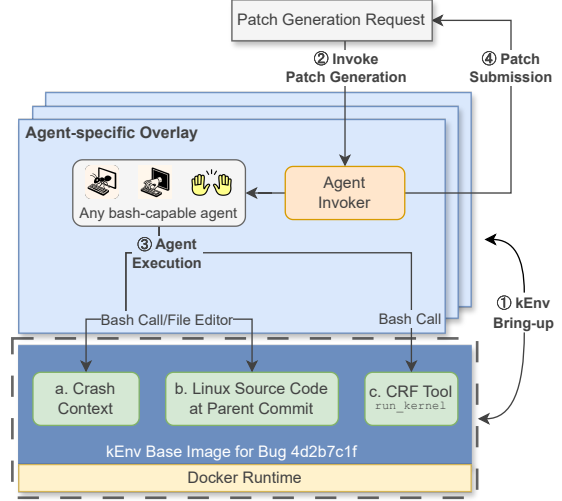 Patch Generation Request
② Invoke
Patch Generation
④ Patch
Submission
Agent-specific Overlay
Any bash-capable agent
Agent
Invoker
③ Agent
Execution
① kEnv
Bring-up
Bash Call/File Editor
Bash Call
a. Crash
Context
b. Linux Source Code
at Parent Commit
c. CRF Tool
run_kernel
kEnv Base Image for Bug 4d2b7c1f
Docker Runtime